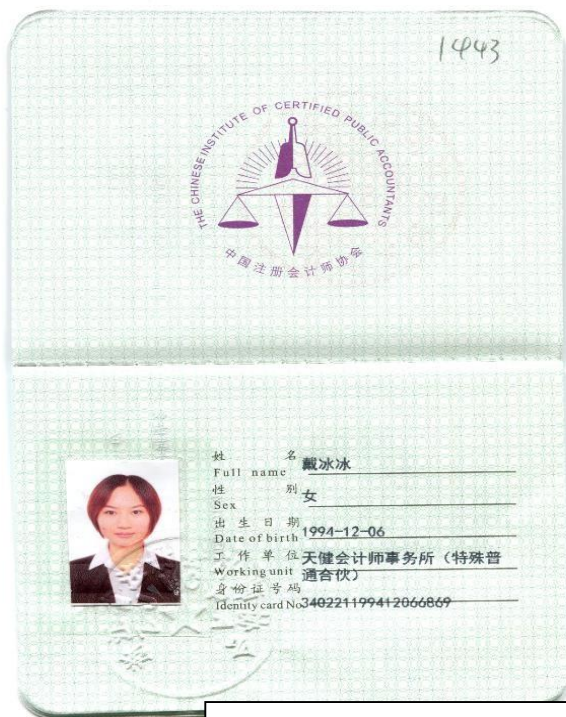 1443
THE CHINESE INSTITUTE OF CERTIFIED PUBLIC ACCOUNTANTS
中国注册会计师协会
姓 名 戴冰冰
Full name
性 别 女
Sex
出生日期 1994-12-06
Date of birth
工作单位 天健会计师事务所（特殊普
Working unit 通合伙）
身份证号码
Identity card No 340221199412066869